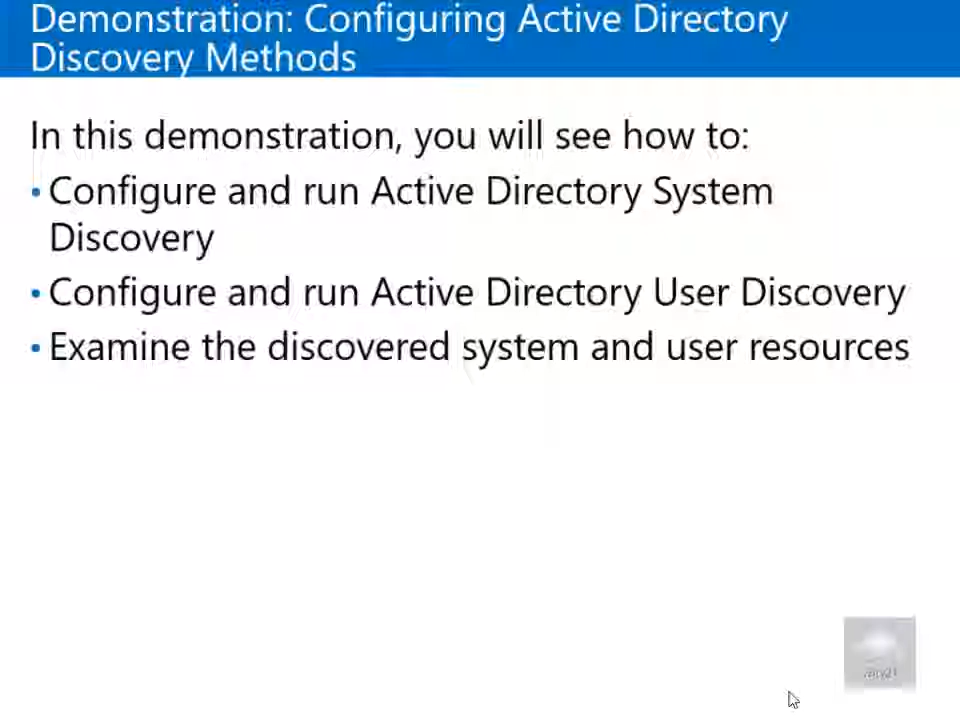 Demonstration: Configuring Active Directory
Discovery Methods
In this demonstration, you will see how to:
• Configure and run Active Directory System
Discovery
• Configure and run Active Directory User Discovery
• Examine the discovered system and user resources